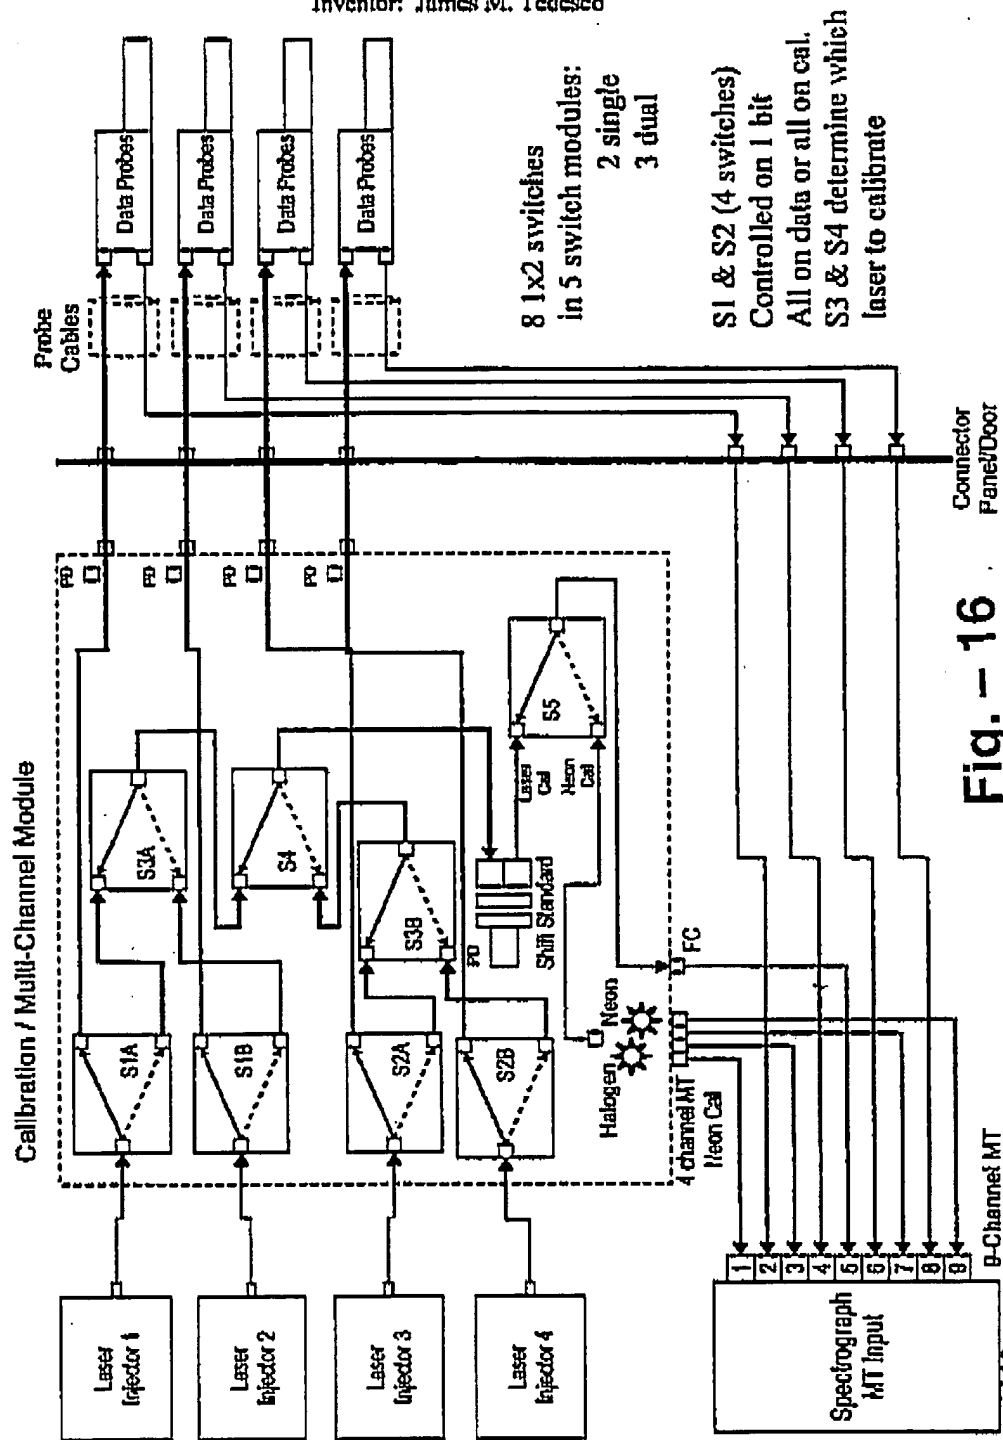 Inventor: James M. Tedesco
Calibration / Multi-Channel Module
Laser
Injector 1
Laser
Injector 2
Laser
Injector 3
Laser
Injector 4
S1A
S1B
S2A
S2B
S3A
S4
S3B
S5
PD
Shift Standard
Laser
Cal
Neon
Cal
Halogen
Neon
4 channel MT
Neon Cal
FC
PD
PD
PD
PD
Probe
Cables
Data Probes
Data Probes
Data Probes
Data Probes
8 1x2 switches
in 5 switch modules:
2 single
3 dual
S1 & S2 (4 switches)
Controlled on 1 bit
All on data or all on cal.
S3 & S4 determine which
laser to calibrate
Connector
Panel/Door
Spectrograph
MT Input
1
2
3
4
5
6
7
8
9
9-Channel MT
Fig. - 16